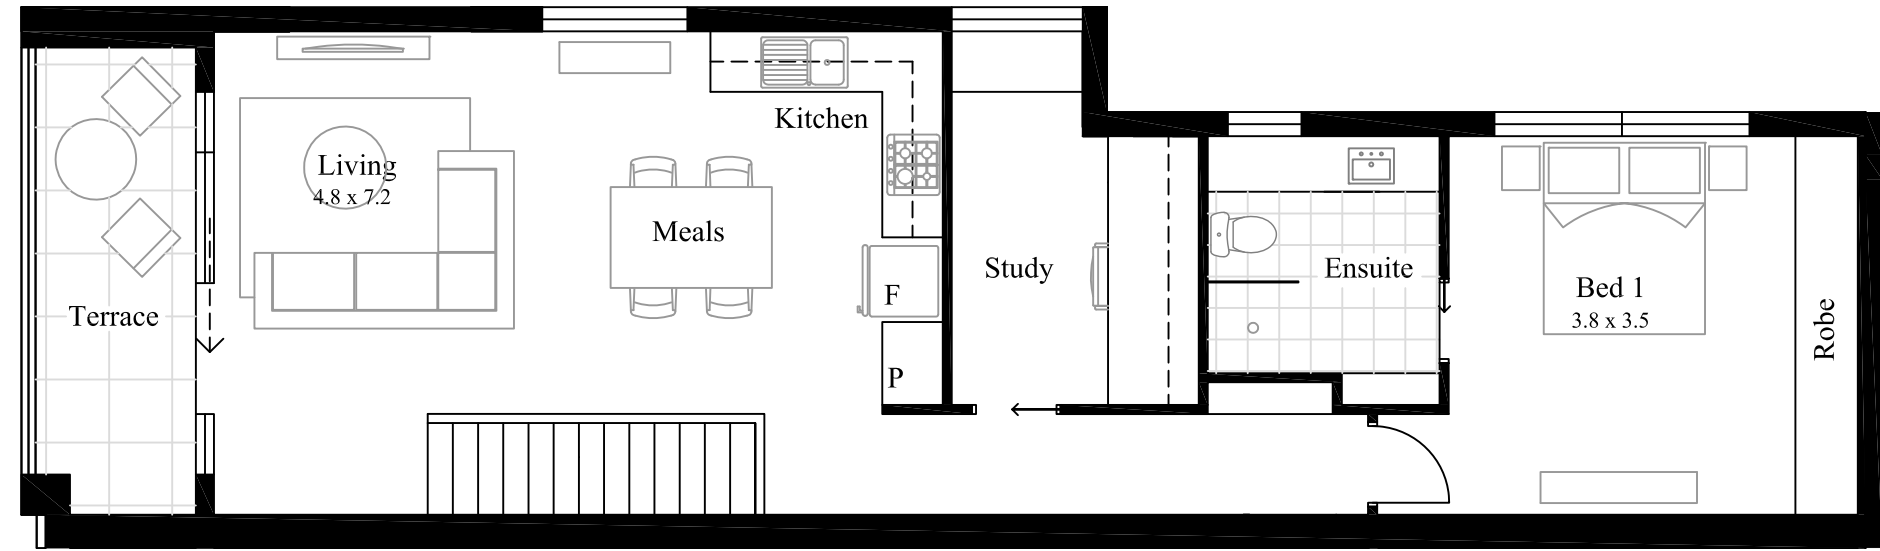 Kitchen
Living
4.8 x 7.2
Meals
Study
Ensuite
Bed 1
3.8 x 3.5
Robe
Terrace
F
P